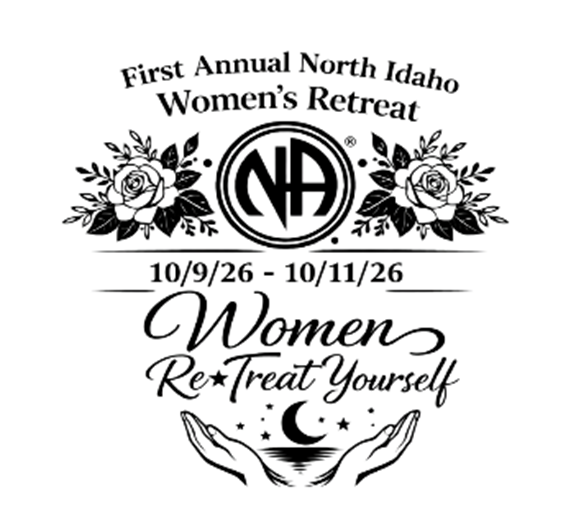 First Annual North Idaho
Women's Retreat
NA®
10/9/26 - 10/11/26
Women
Re★Treat Yourself